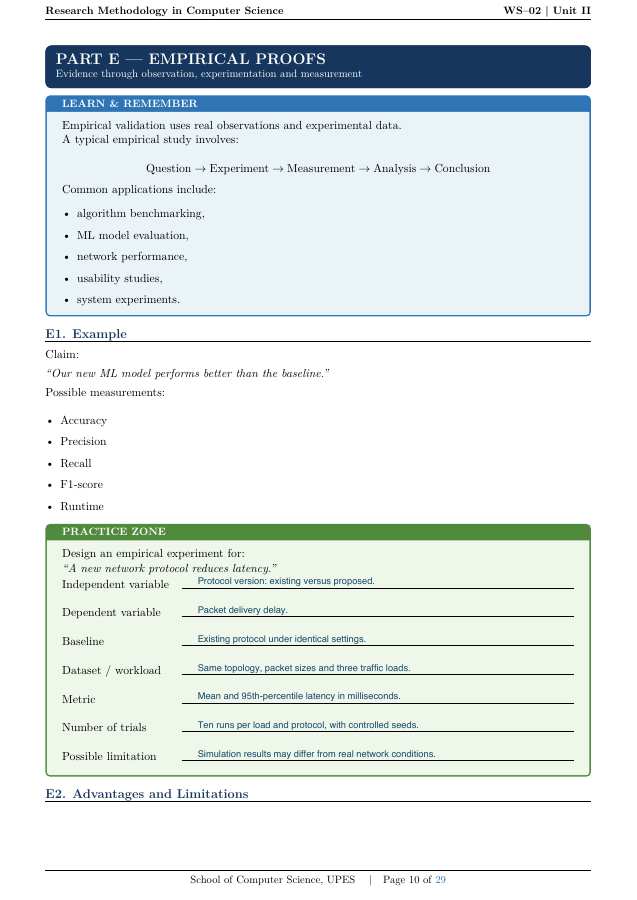 Research Methodology in Computer Science WS–02 | Unit II
PART E — EMPIRICAL PROOFS
Evidence through observation, experimentation and measurement
LEARN & REMEMBER
Empirical validation uses real observations and experimental data.
A typical empirical study involves:
Question → Experiment → Measurement → Analysis → Conclusion
Common applications include:
• algorithm benchmarking,
• ML model evaluation,
• network performance,
• usability studies,
• system experiments.
E1. Example
Claim:
“Our new ML model performs better than the baseline.”
Possible measurements:
• Accuracy
• Precision
• Recall
• F1-score
• Runtime
PRACTICE ZONE
Design an empirical experiment for:
“A new network protocol reduces latency.”
Independent variable Protocol version: existing versus proposed.
Dependent variable Packet delivery delay.
Baseline Existing protocol under identical settings.
Dataset / workload Same topology, packet sizes and three traffic loads.
Metric Mean and 95th-percentile latency in milliseconds.
Number of trials Ten runs per load and protocol, with controlled seeds.
Possible limitation Simulation results may differ from real network conditions.
E2. Advantages and Limitations
School of Computer Science, UPES | Page 10 of 29